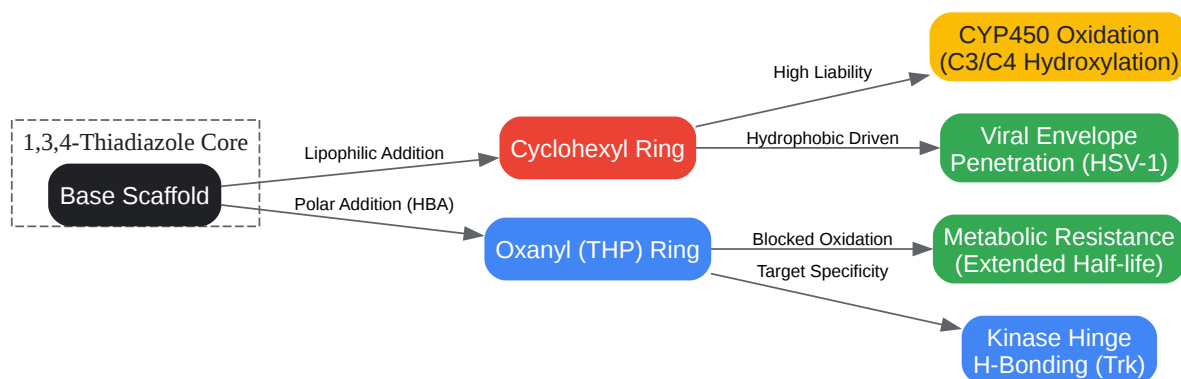 CYP450 Oxidation
(C3/C4 Hydroxylation)
High Liability
1,3,4-Thiadiazole Core
Lipophilic Addition
Cyclohexyl Ring
Hydrophobic Driven
Viral Envelope
Penetration (HSV-1)
Base Scaffold
Polar Addition (HBA)
Oxanyl (THP) Ring
Blocked Oxidation
Metabolic Resistance
(Extended Half-life)
Target Specificity
Kinase Hinge
H-Bonding (Trk)